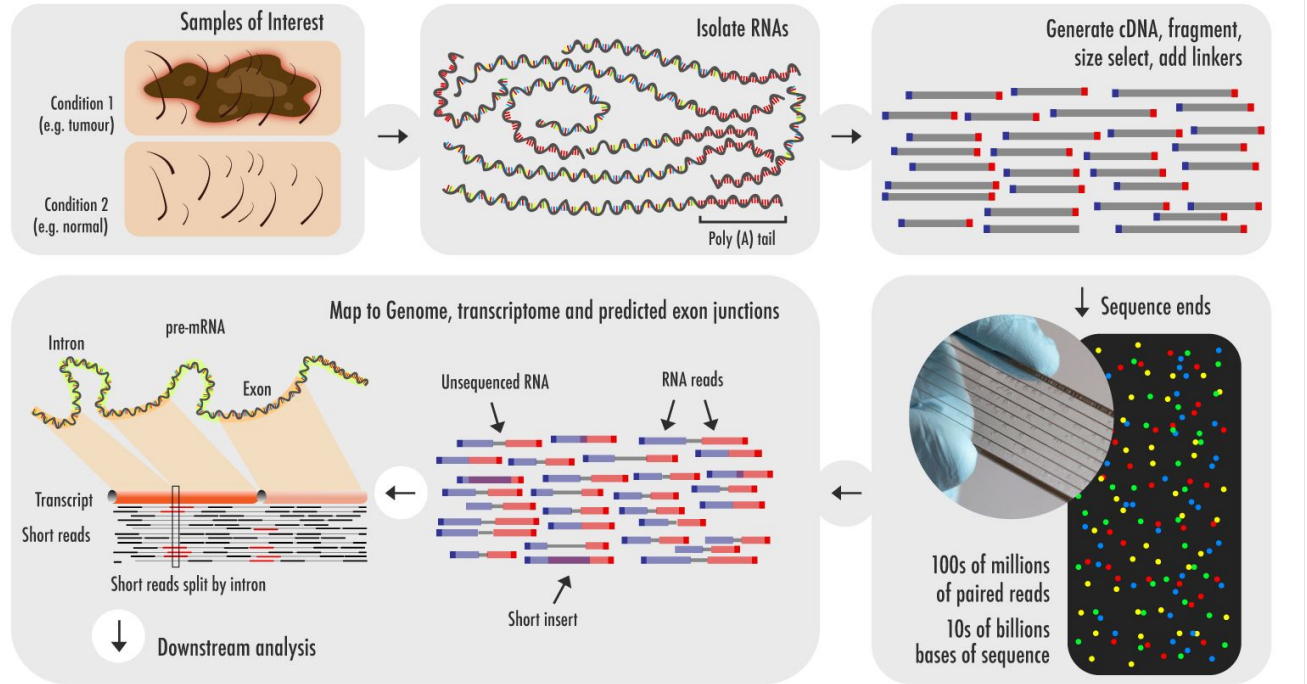 Samples of Interest
Condition 1
(e.g. tumour)
Condition 2
(e.g. normal)
Isolate RNAs
Poly (A) tail
Generate cDNA, fragment,
size select, add linkers
Sequence ends
100s of millions
of paired reads
10s of billions
bases of sequence
Map to Genome, transcriptome and predicted exon junctions
Unsequenced RNA
RNA reads
Short insert
pre-mRNA
Intron
Exon
Transcript
Short reads
Short reads split by intron
Downstream analysis